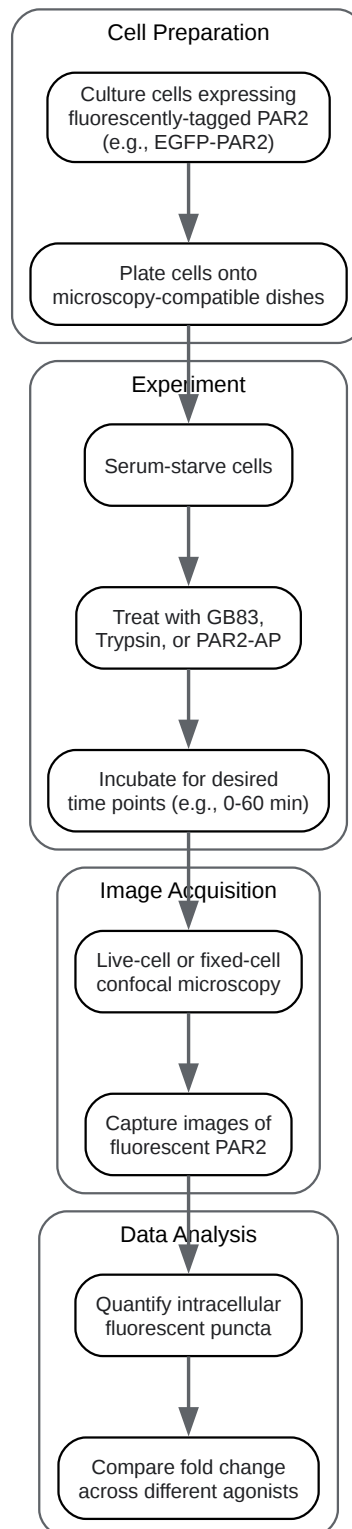 Cell Preparation
Culture cells expressing
fluorescently-tagged PAR2
(e.g., EGFP-PAR2)
Plate cells onto
microscopy-compatible dishes
Experiment
Serum-starve cells
Treat with GB83,
Trypsin, or PAR2-AP
Incubate for desired
time points (e.g., 0-60 min)
Image Acquisition
Live-cell or fixed-cell
confocal microscopy
Capture images of
fluorescent PAR2
Data Analysis
Quantify intracellular
fluorescent puncta
Compare fold change
across different agonists